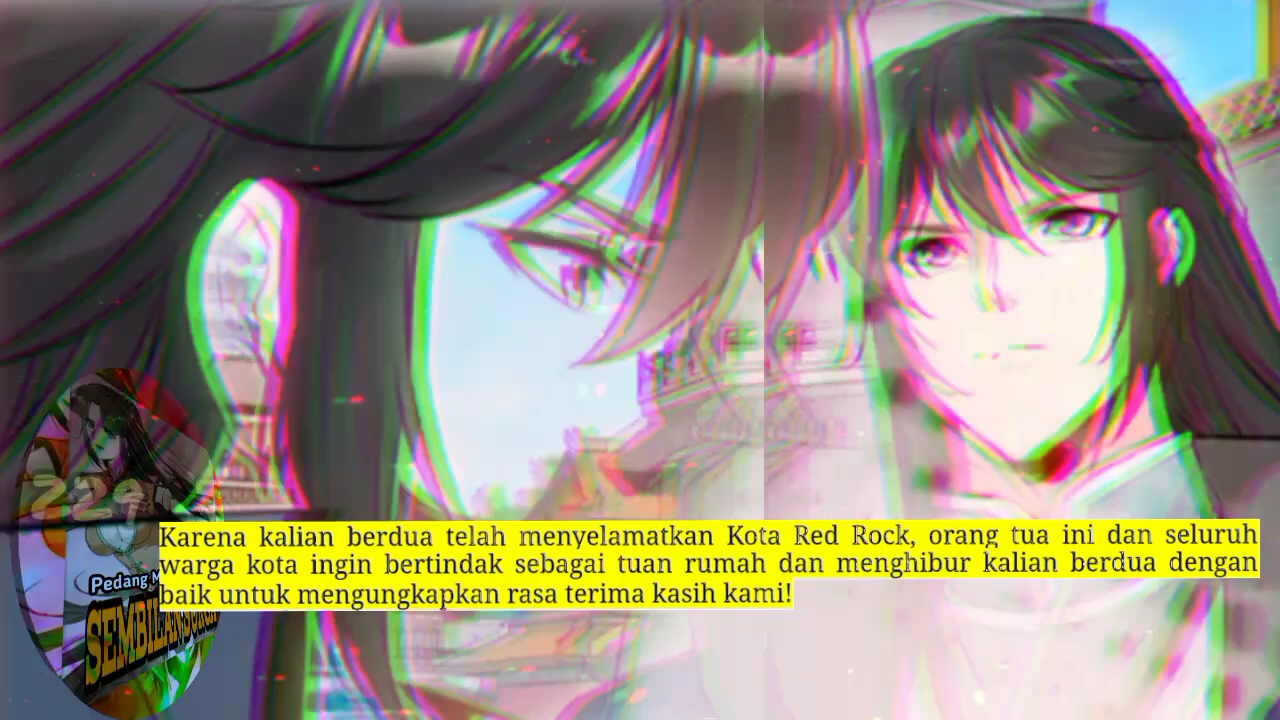 229
Karena kalian berdua telah menyelamatkan Kota Red Rock, orang tua ini dan seluruh
warga kota ingin bertindak sebagai tuan rumah dan menghibur kalian berdua dengan
baik untuk mengungkapkan rasa terima kasih kami!
Pedang
SEMBILAN